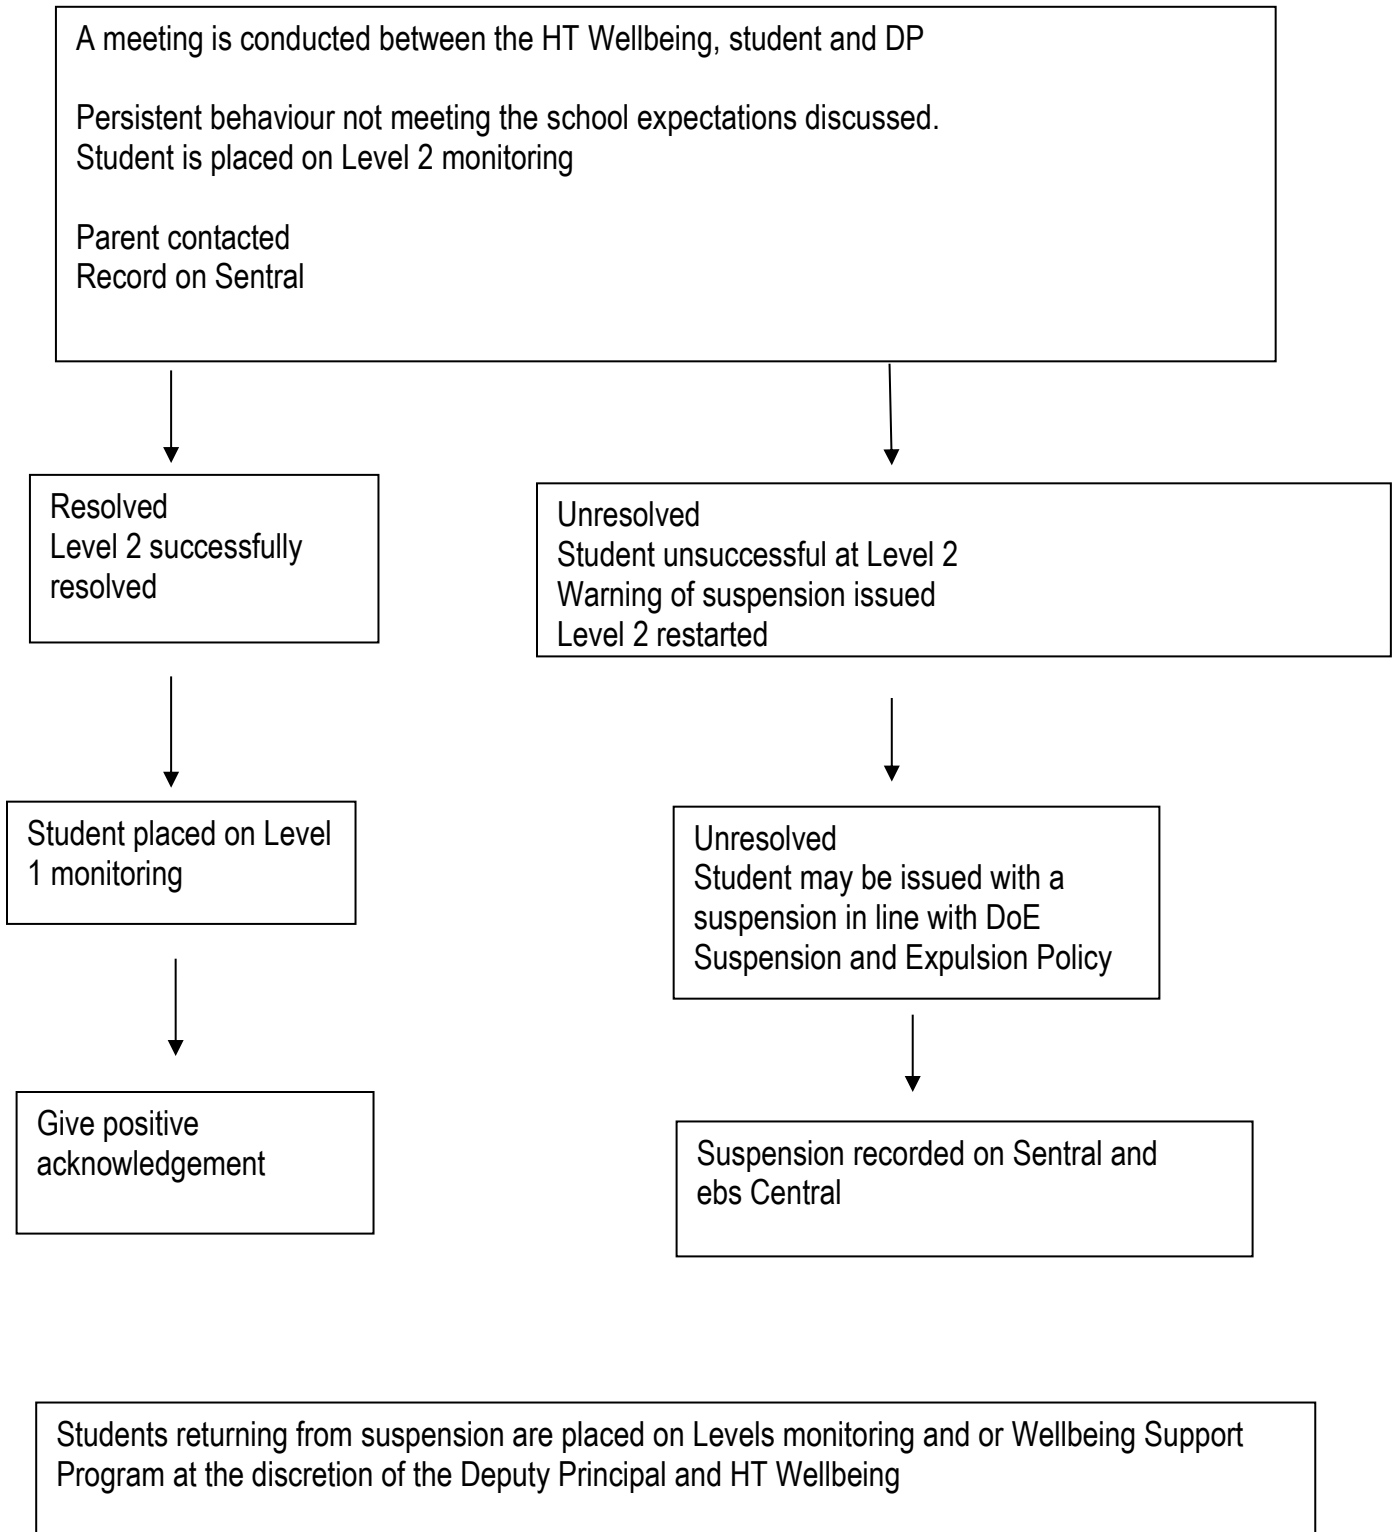 A meeting is conducted between the HT Wellbeing, student and DP
Persistent behaviour not meeting the school expectations discussed.
Student is placed on Level 2 monitoring
Parent contacted
Record on Sentral
Resolved
Level 2 successfully
resolved
Unresolved
Student unsuccessful at Level 2
Warning of suspension issued
Level 2 restarted
Student placed on Level
1 monitoring
Unresolved
Student may be issued with a
suspension in line with DoE
Suspension and Expulsion Policy
Give positive
acknowledgement
Suspension recorded on Sentral and
ebs Central
Students returning from suspension are placed on Levels monitoring and or Wellbeing Support
Program at the discretion of the Deputy Principal and HT Wellbeing